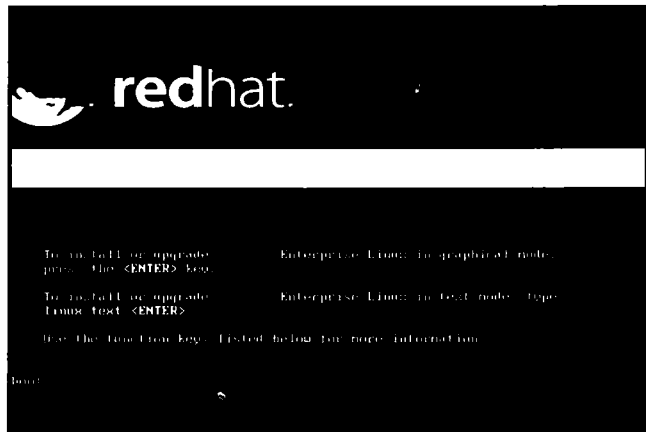 redhat.
To install or upgrade Enterprise Linux in graphical mode,
press the <ENTER> key.
To install or upgrade Enterprise Linux in text mode, type
linux text <ENTER>
Use the function keys listed below for more information
boot